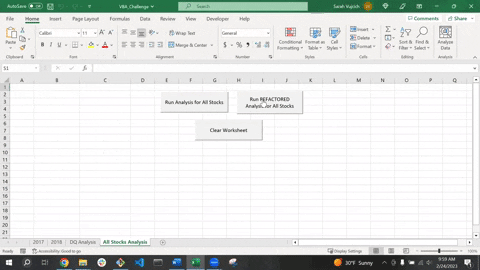 AutoSave Off VBA_Challenge Search Sarah Vujrich SV
File Home Insert Page Layout Formulas Data Review View Developer Help Comments Share
Calibri 11 Wrap Text General Insert
Paste B I U Merge & Center $ % Conditional Formatting Format as Table Cell Styles Delete Format Sort & Filter Find & Select Analyze Data
Clipboard Font Alignment Number Styles Cells Editing Analysis
S1 fx
A B C D E F G H I J K L M N O P Q
1
2
3
4
5
6
7
8
9
10
11
12
13
14
15
16
17
18
19
20
21
Run Analysis for All Stocks
Run REFACTORED
Analysis for All Stocks
Clear Worksheet
2017 2018 DQ Analysis All Stocks Analysis
Ready Accessibility: Good to go Display Settings 100%
30°F Sunny 9:59 AM
2/24/2023